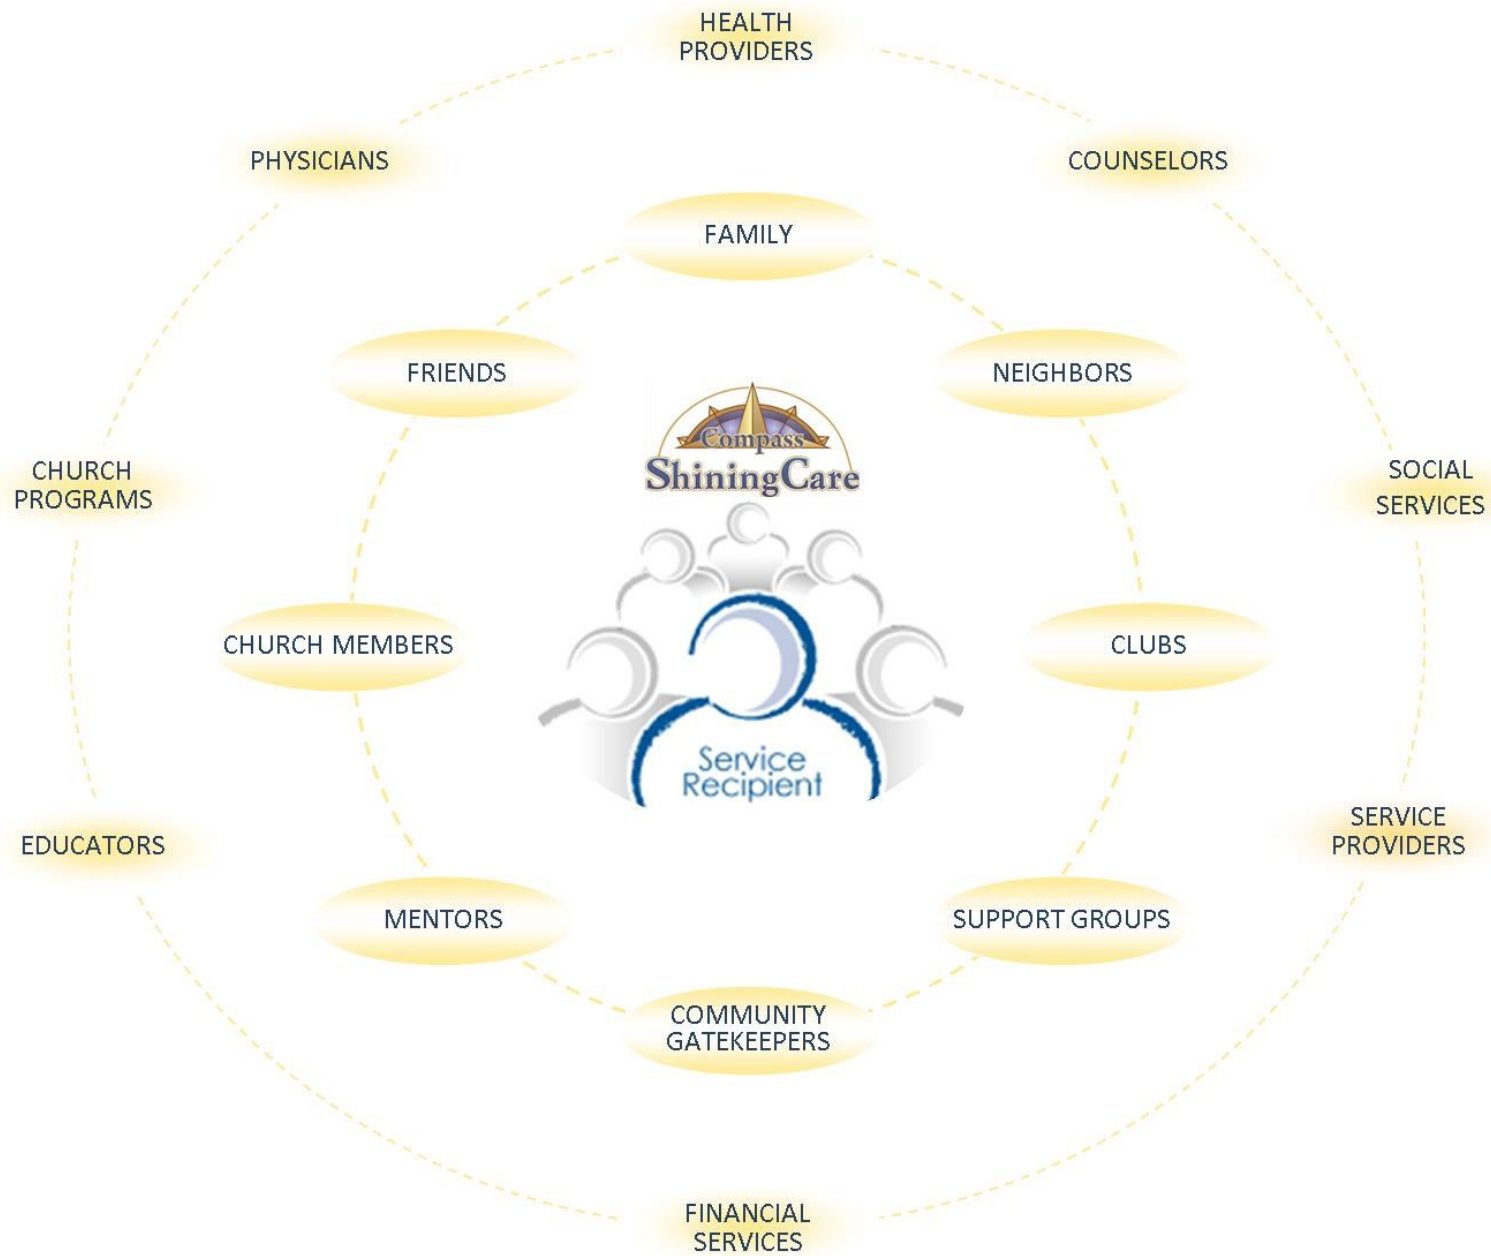 HEALTH
PROVIDERS
PHYSICIANS
COUNSELORS
FAMILY
FRIENDS
NEIGHBORS
Compass
ShiningCare
CHURCH
PROGRAMS
SOCIAL
SERVICES
CHURCH MEMBERS
CLUBS
Service
Recipient
EDUCATORS
SERVICE
PROVIDERS
MENTORS
SUPPORT GROUPS
COMMUNITY
GATEKEEPERS
FINANCIAL
SERVICES